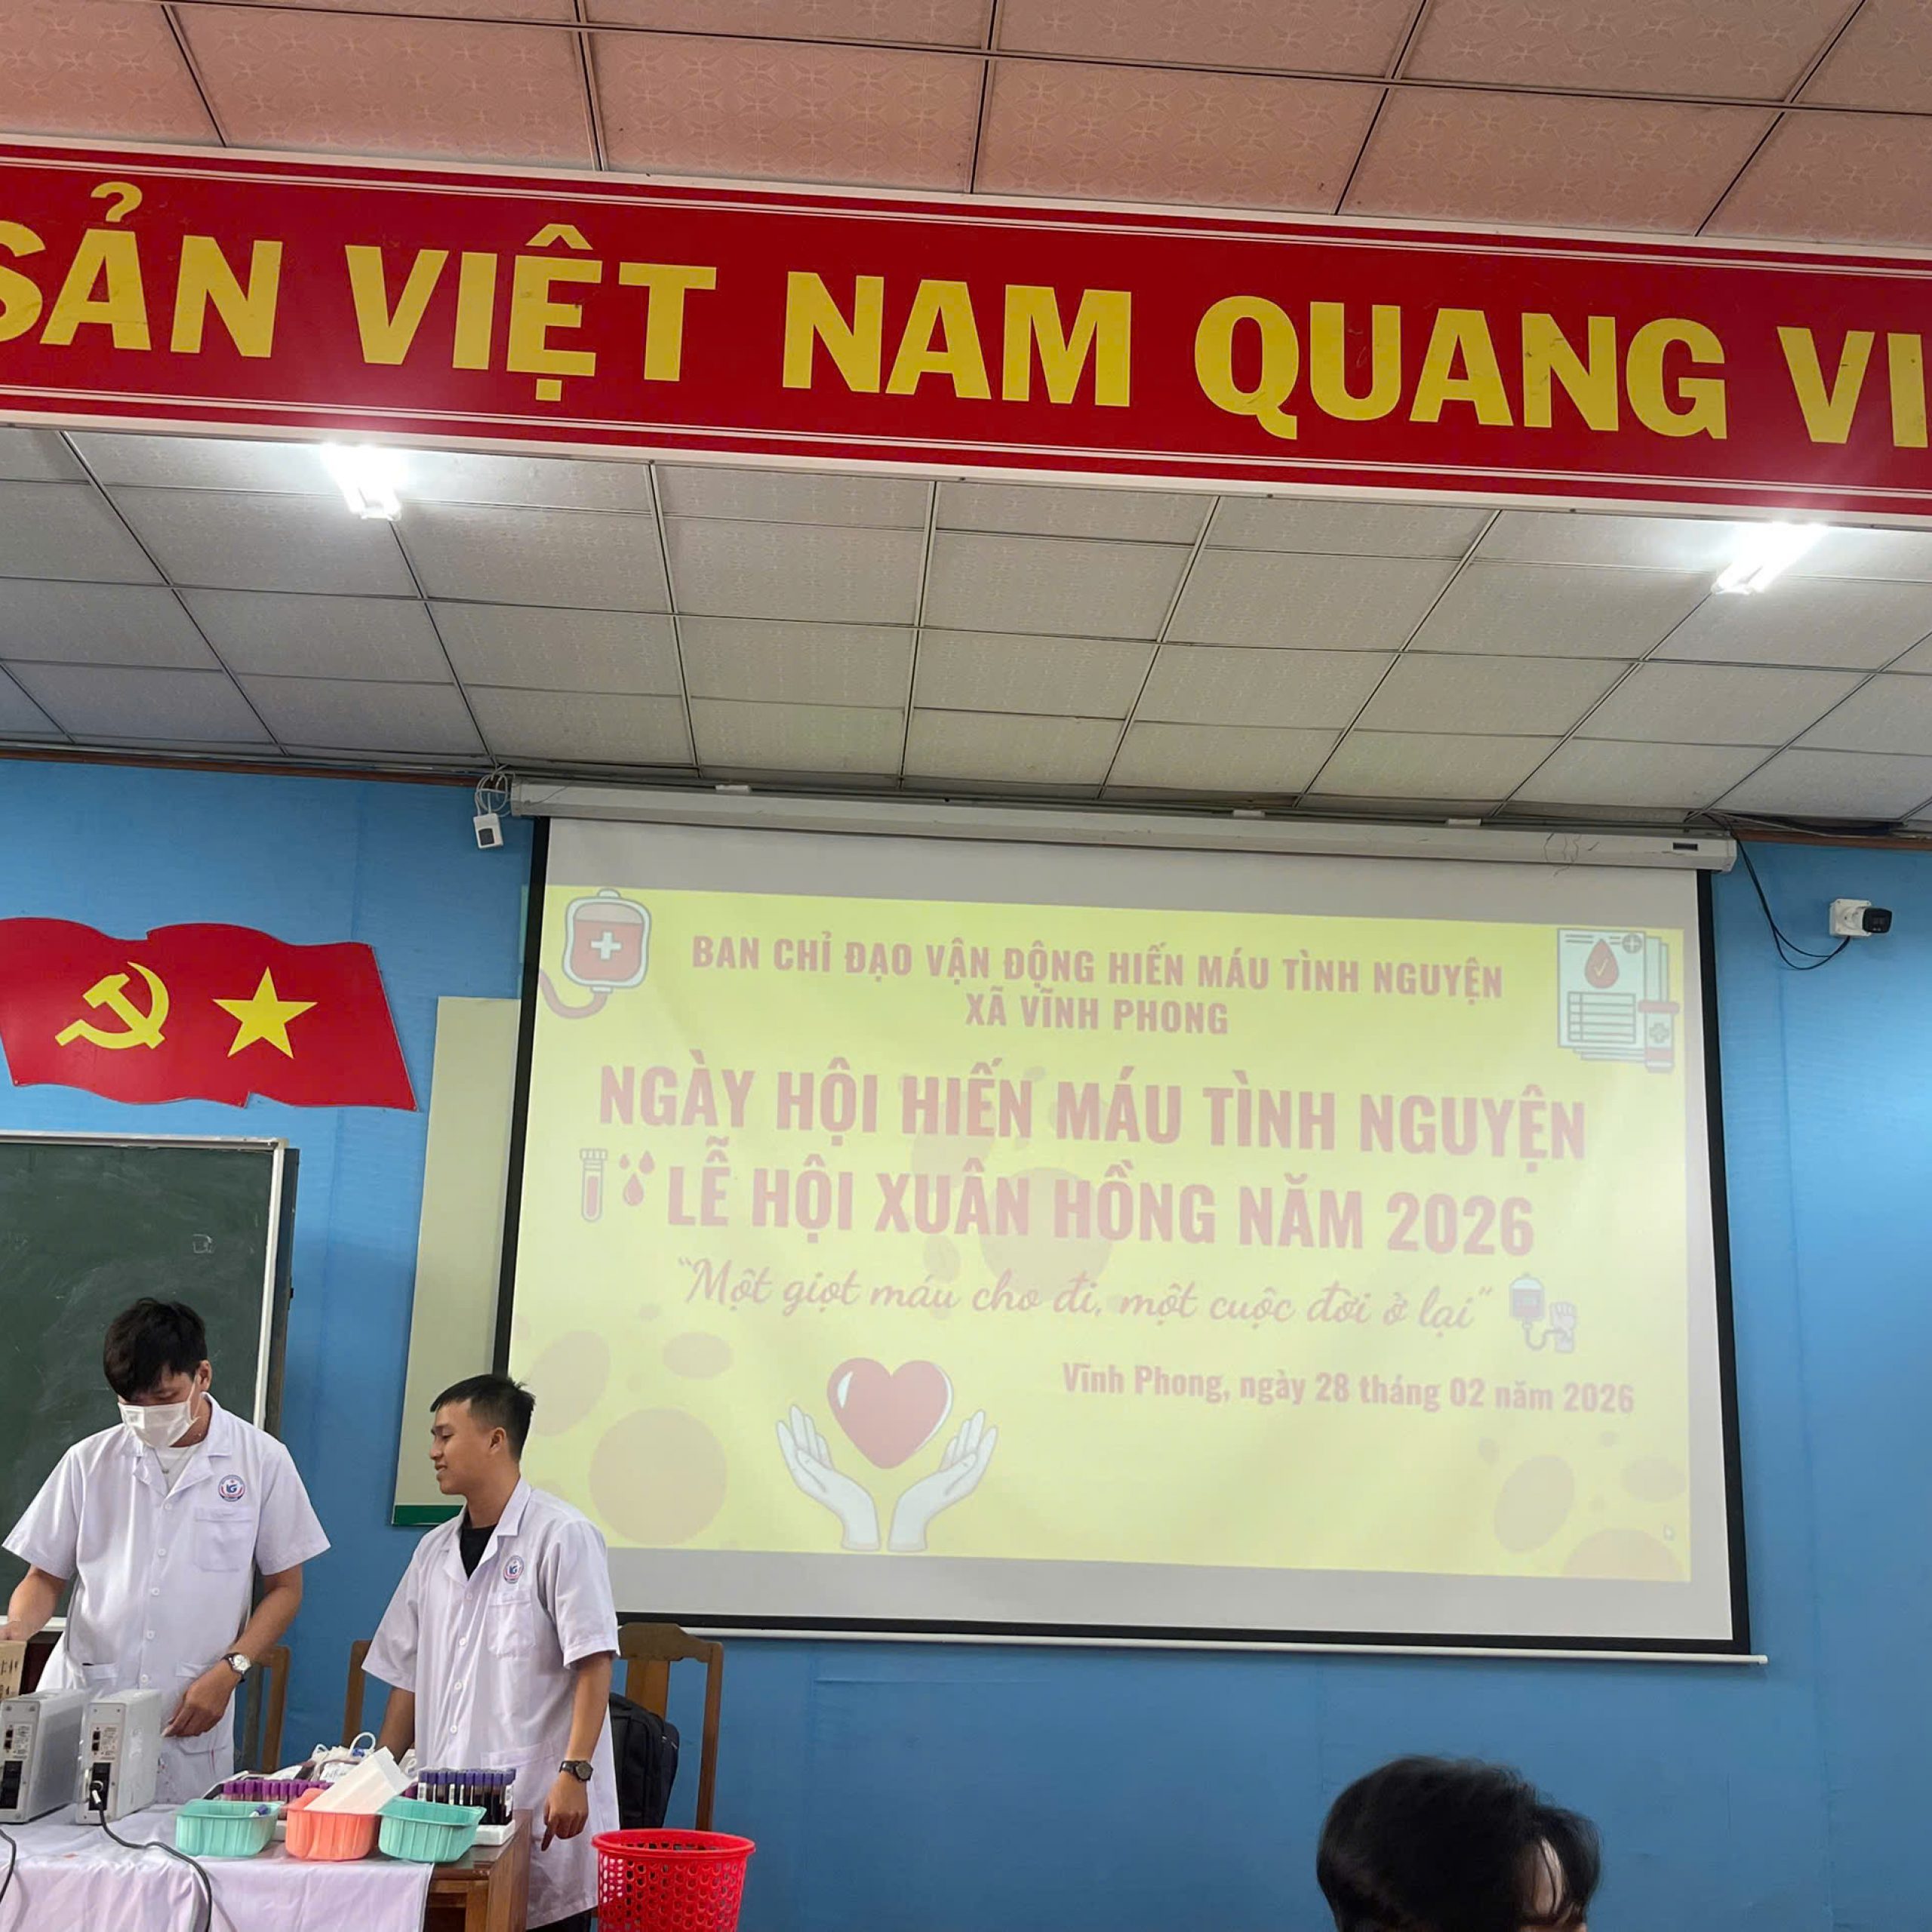 SẢN VIỆT NAM QUANG VI
BAN CHỈ ĐẠO VẬN ĐỘNG HIẾN MÁU TÌNH NGUYỆN
XÃ VĨNH PHONG
NGÀY HỘI HIẾN MÁU TÌNH NGUYỆN
LỄ HỘI XUÂN HỒNG NĂM 2026
"Một giọt máu cho đi, một cuộc đời ở lại"
Vĩnh Phong, ngày 28 tháng 02 năm 2026